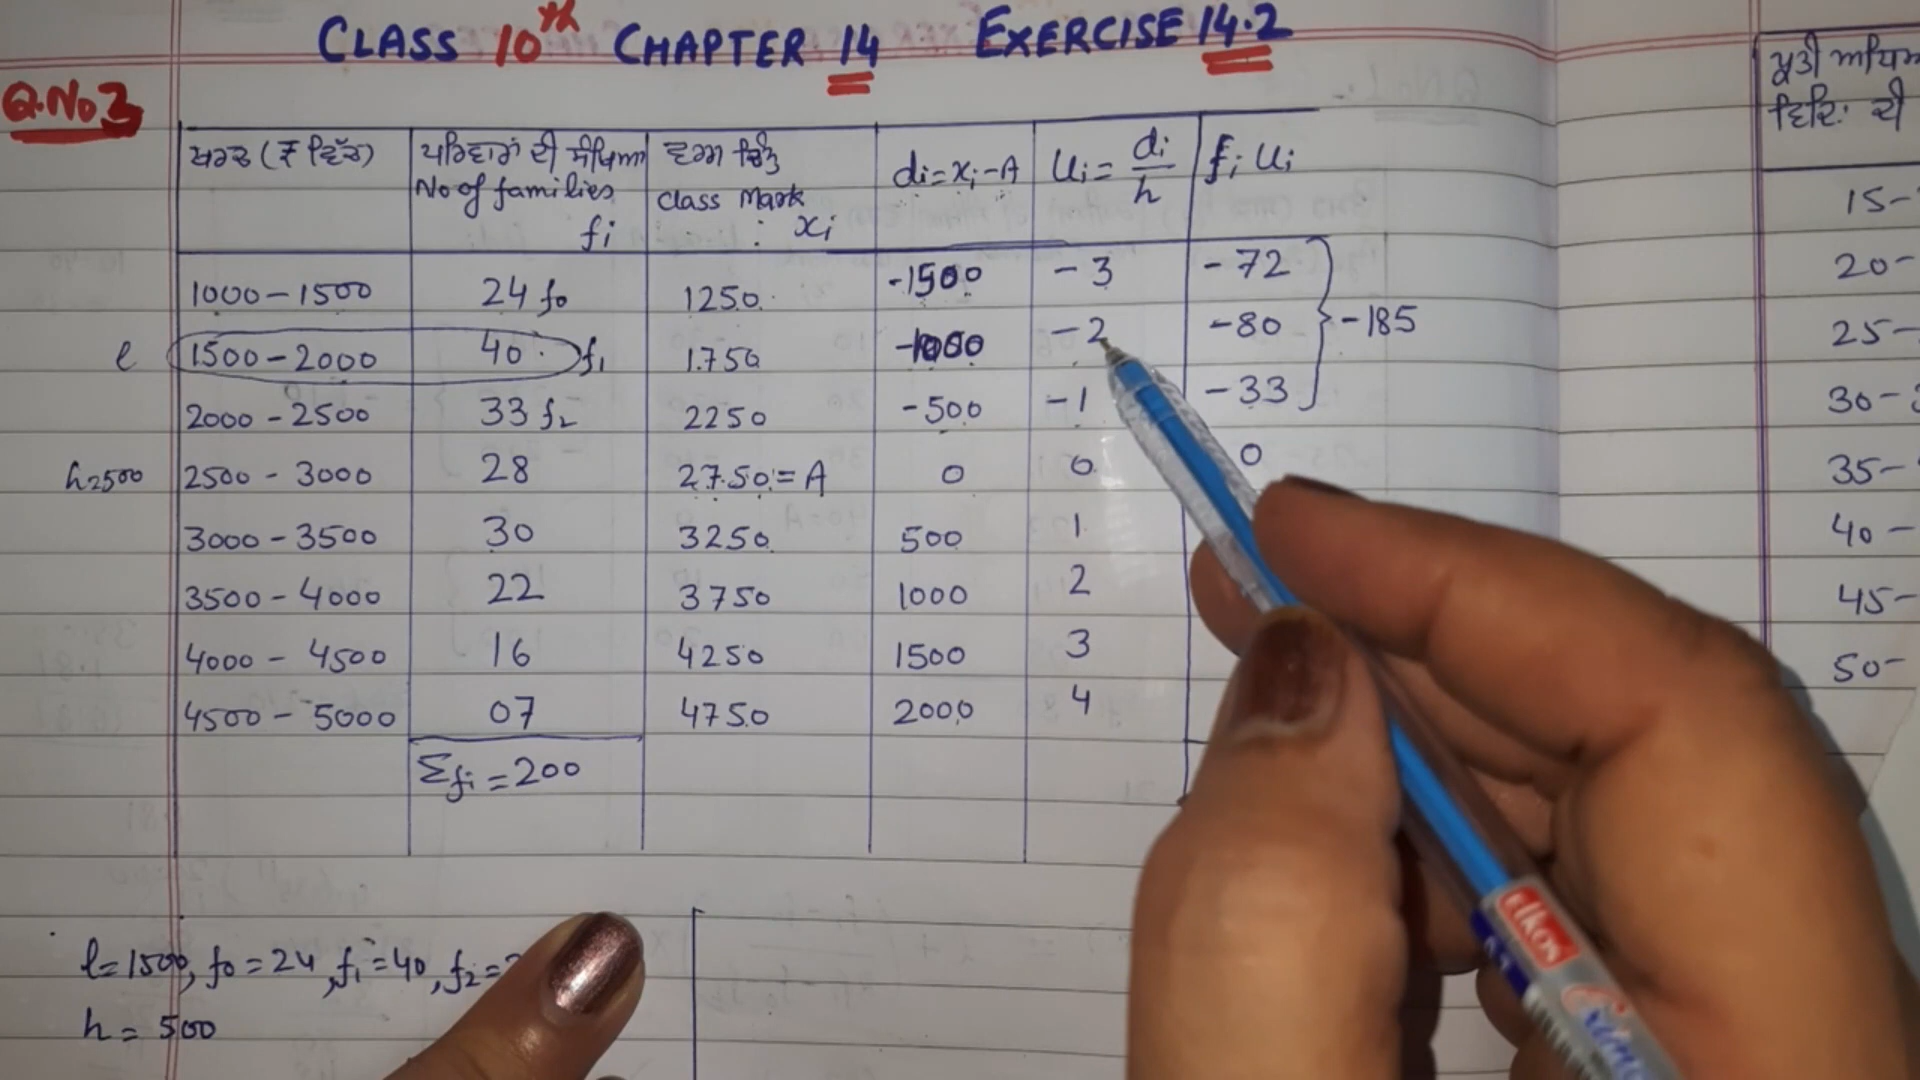 CLASS 10th CHAPTER 14 EXERCISE 14.2
Q.No 3
ਖਰਚ (₹ ਵਿੱਚ) ਪਰਿਵਾਰਾਂ ਦੀ ਸੰਖਿਆ ਵਰਗ ਚਿੰਨ੍ਹ di=xi-A Ui=di/h fi Ui
No of families class Mark
fi xi
1000-1500 24 f0 1250 -1500 -3 -72
l 1500-2000 40 f1 1750 -1000 -2 -80 -185
2000-2500 33 f2 2250 -500 -1 -33
h=500 2500-3000 28 2750=A 0 0 0
3000-3500 30 3250 500 1
3500-4000 22 3750 1000 2
4000-4500 16 4250 1500 3
4500-5000 07 4750 2000 4
Σfi=200
l=1500, f0=24, f1=40, f2=
h=500
ਦੀ
15-
20-
25-
30-
35-
40-
45-
50-
elkos